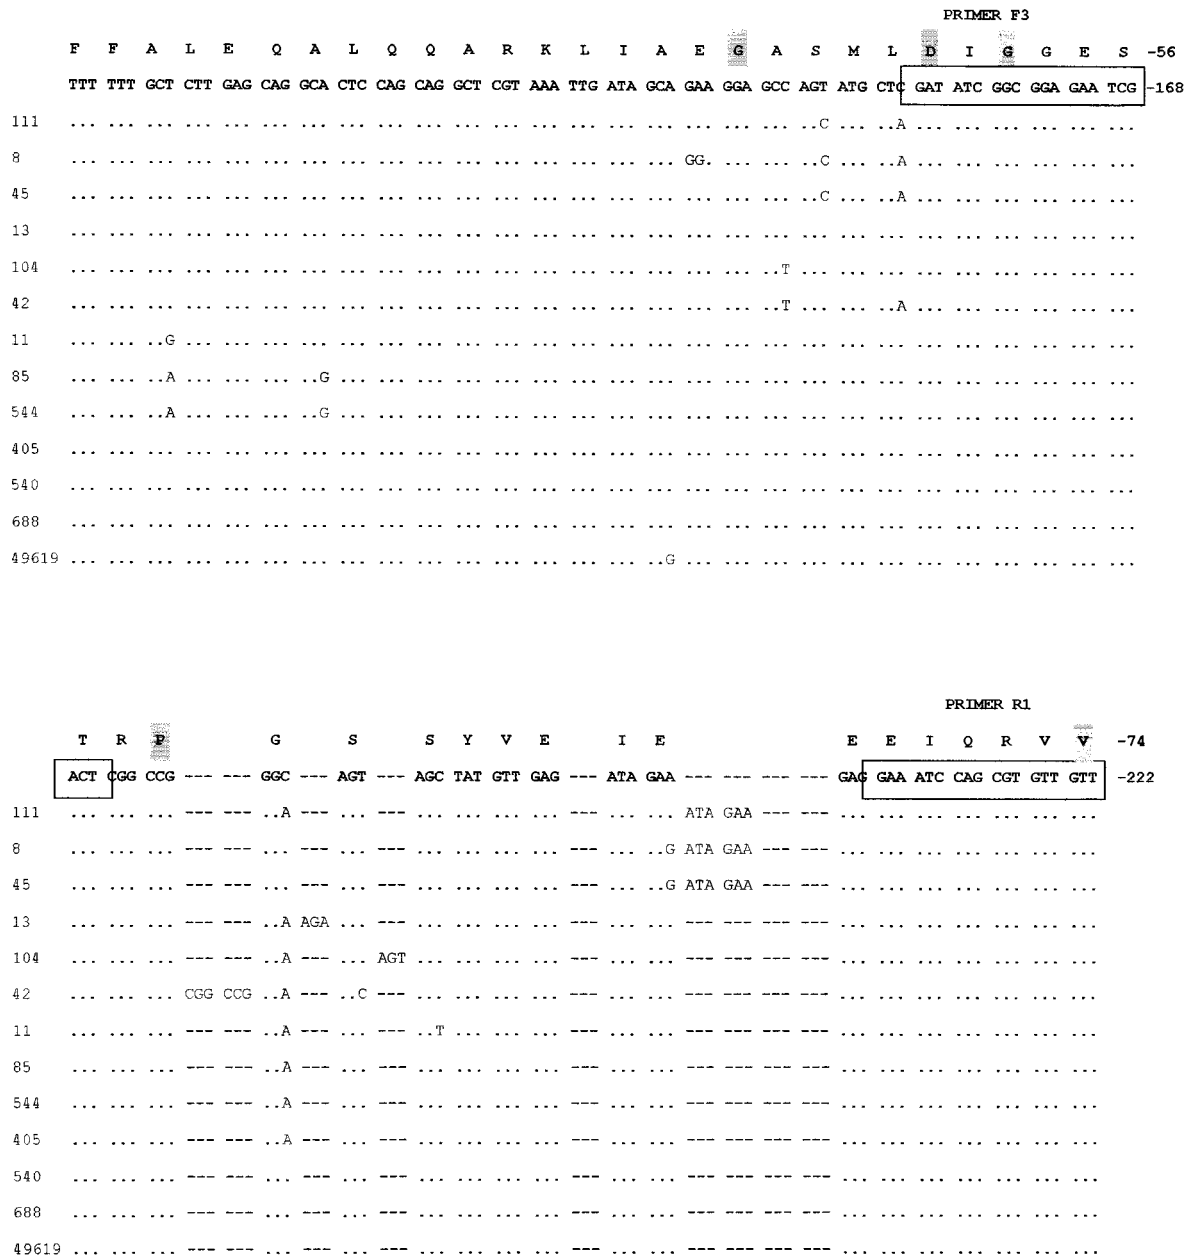 PRIMER F3
F F A L E Q A L Q Q A R K L I A E G A S M L D I G G E S -56
TTT TTT GCT CTT GAG CAG GCA CTC CAG CAG GCT CGT AAA TTG ATA GCA GAA GGA GCC AGT ATG CTC GAT ATC GGC GGA GAA TCG -168
111 ... ... ... ... ... ... ... ... ... ... ... ... ... ... ... ... ... ... ... ..C ... ..A ... ... ... ... ... ...
8 ... ... ... ... ... ... ... ... ... ... ... ... ... ... ... ... GG. ... ... ..C ... ..A ... ... ... ... ... ...
45 ... ... ... ... ... ... ... ... ... ... ... ... ... ... ... ... ... ... ... ..C ... ..A ... ... ... ... ... ...
13 ... ... ... ... ... ... ... ... ... ... ... ... ... ... ... ... ... ... ... ... ... ... ... ... ... ... ... ...
104 ... ... ... ... ... ... ... ... ... ... ... ... ... ... ... ... ... ... ..T ... ... ... ... ... ... ... ... ...
42 ... ... ... ... ... ... ... ... ... ... ... ... ... ... ... ... ... ... ..T ... ... ..A ... ... ... ... ... ...
11 ... ... ..G ... ... ... ... ... ... ... ... ... ... ... ... ... ... ... ... ... ... ... ... ... ... ... ... ...
85 ... ... ..A ... ... ... ..G ... ... ... ... ... ... ... ... ... ... ... ... ... ... ... ... ... ... ... ... ...
544 ... ... ..A ... ... ... ..G ... ... ... ... ... ... ... ... ... ... ... ... ... ... ... ... ... ... ... ... ...
405 ... ... ... ... ... ... ... ... ... ... ... ... ... ... ... ... ... ... ... ... ... ... ... ... ... ... ... ...
540 ... ... ... ... ... ... ... ... ... ... ... ... ... ... ... ... ... ... ... ... ... ... ... ... ... ... ... ...
688 ... ... ... ... ... ... ... ... ... ... ... ... ... ... ... ... ... ... ... ... ... ... ... ... ... ... ... ...
49619 ... ... ... ... ... ... ... ... ... ... ... ... ... ... ... ..G ... ... ... ... ... ... ... ... ... ... ... ...
PRIMER R1
T R P G S S Y V E I E E E I Q R V V -74
ACT CGG CCG --- --- GGC --- AGT --- AGC TAT GTT GAG --- ATA GAA --- --- --- --- GAG GAA ATC CAG CGT GTT GTT -222
111 ... ... ... --- --- ..A --- ... --- ... ... ... ... --- ... ... ATA GAA --- --- ... ... ... ... ... ... ...
8 ... ... ... --- --- ... --- ... --- ... ... ... ... --- ... ..G ATA GAA --- --- ... ... ... ... ... ... ...
45 ... ... ... --- --- ... --- ... --- ... ... ... ... --- ... ..G ATA GAA --- --- ... ... ... ... ... ... ...
13 ... ... ... --- --- ..A AGA ... --- ... ... ... ... --- ... ... --- --- --- --- ... ... ... ... ... ... ...
104 ... ... ... --- --- ..A --- ... AGT ... ... ... ... --- ... ... --- --- --- --- ... ... ... ... ... ... ...
42 ... ... ... CGG CCG ..A --- ..C --- ... ... ... ... --- ... ... --- --- --- --- ... ... ... ... ... ... ...
11 ... ... ... --- --- ..A --- ... --- ..T ... ... ... --- ... ... --- --- --- --- ... ... ... ... ... ... ...
85 ... ... ... --- --- ..A --- ... --- ... ... ... ... --- ... ... --- --- --- --- ... ... ... ... ... ... ...
544 ... ... ... --- --- ..A --- ... --- ... ... ... ... --- ... ... --- --- --- --- ... ... ... ... ... ... ...
405 ... ... ... --- --- ..A --- ... --- ... ... ... ... --- ... ... --- --- --- --- ... ... ... ... ... ... ...
540 ... ... ... --- --- ... --- ... --- ... ... ... ... --- ... ... --- --- --- --- ... ... ... ... ... ... ...
688 ... ... ... --- --- ... --- ... --- ... ... ... ... --- ... ... --- --- --- --- ... ... ... ... ... ... ...
49619 ... ... ... --- --- ... --- ... --- ... ... ... ... --- ... ... --- --- --- --- ... ... ... ... ... ... ...